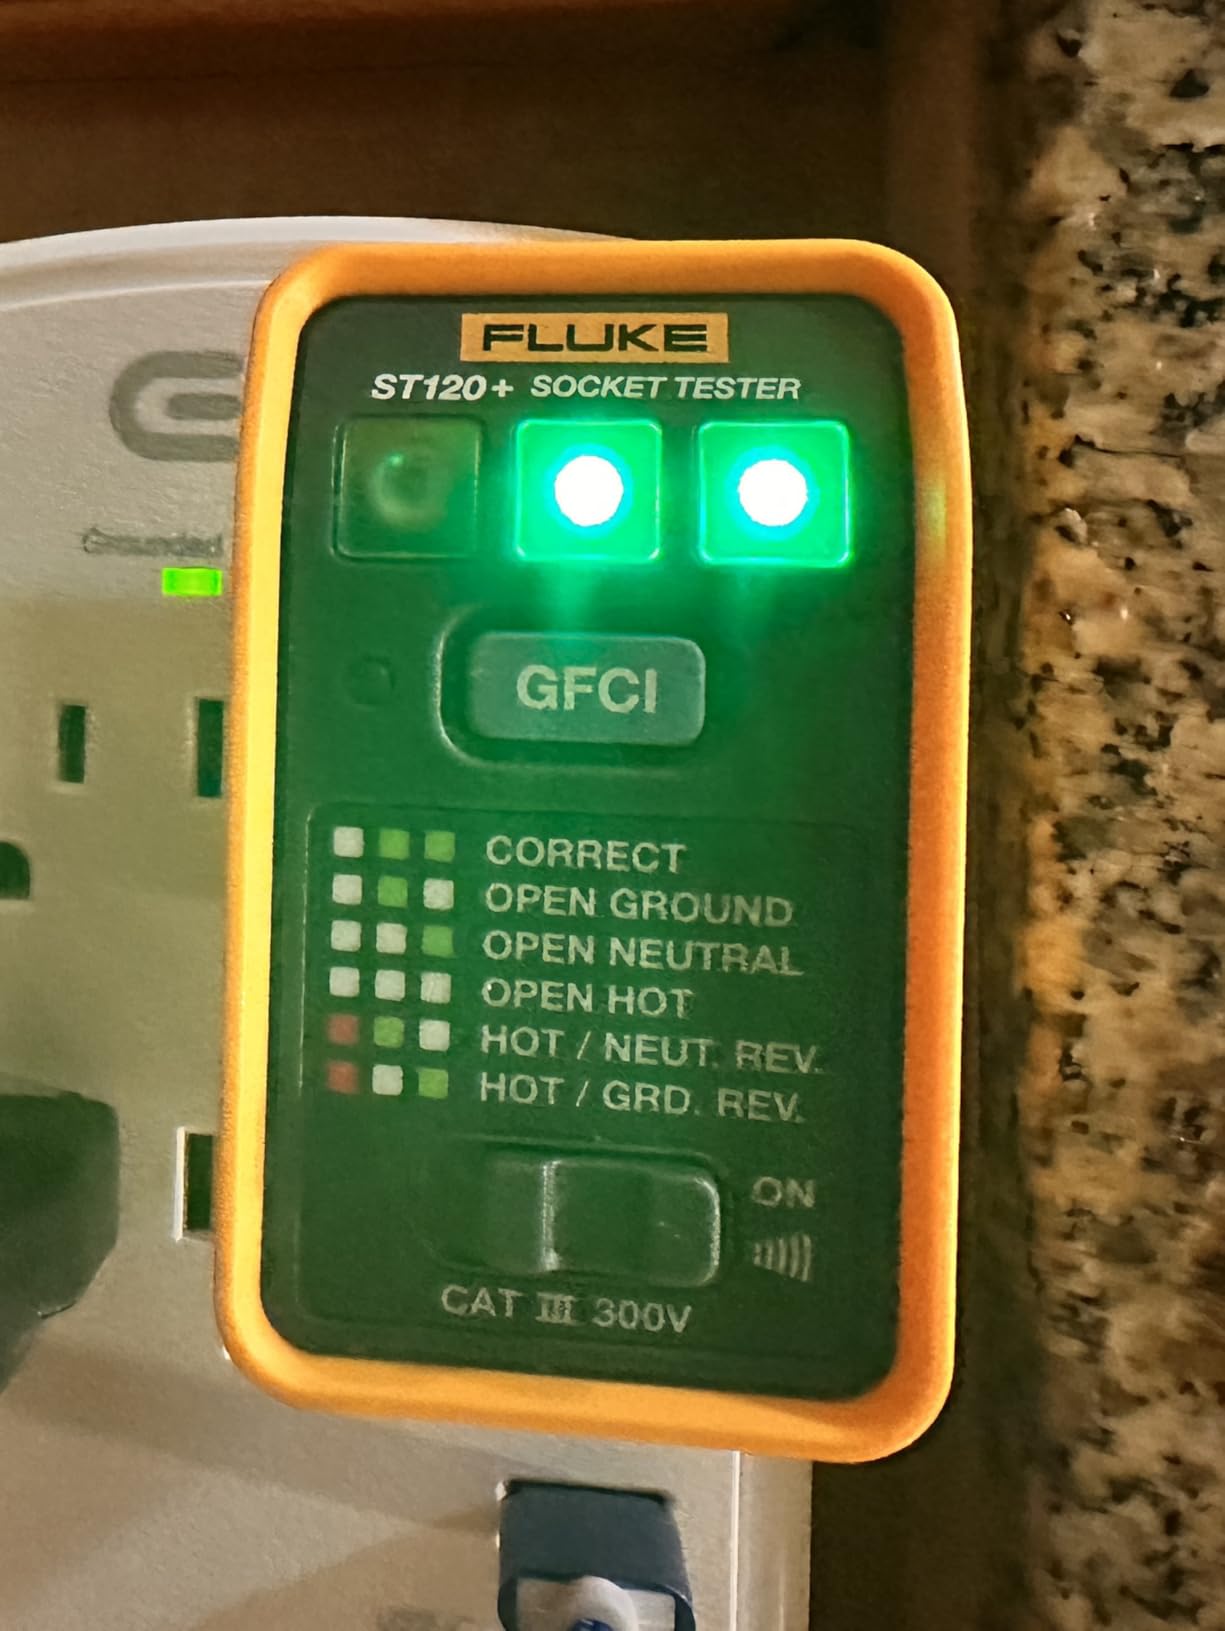 FLUKE
ST120+ SOCKET TESTER
Grounded
GFCI
CORRECT
OPEN GROUND
OPEN NEUTRAL
OPEN HOT
HOT / NEUT. REV.
HOT / GRD. REV.
ON
CAT III 300V